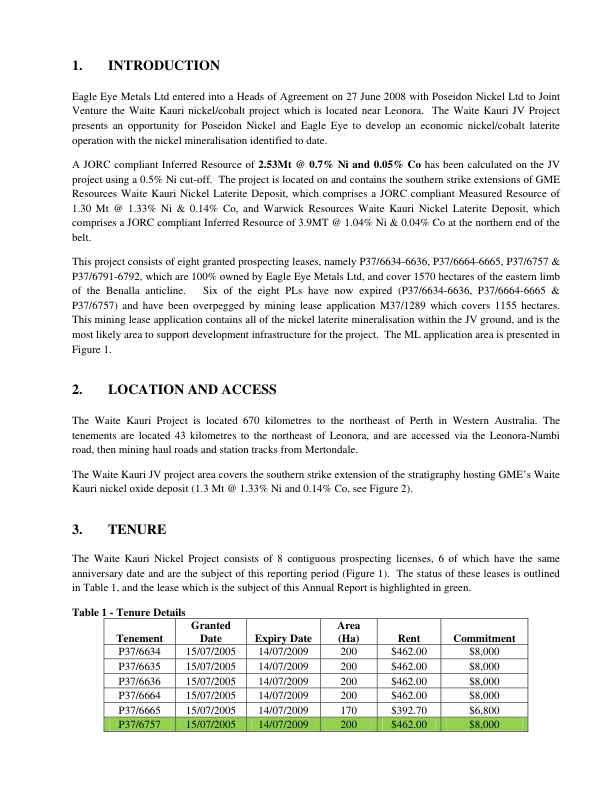 1. INTRODUCTION
Eagle Eye Metals Ltd entered into a Heads of Agreement on 27 June 2008 with Poseidon Nickel Ltd to Joint
Venture the Waite Kauri nickel/cobalt project which is located near Leonora. The Waite Kauri JV Project
presents an opportunity for Poseidon Nickel and Eagle Eye to develop an economic nickel/cobalt laterite
operation with the nickel mineralisation identified to date.
A JORC compliant Inferred Resource of 2.53Mt @ 0.7% Ni and 0.05% Co has been calculated on the JV
project using a 0.5% Ni cut-off. The project is located on and contains the southern strike extensions of GME
Resources Waite Kauri Nickel Laterite Deposit, which comprises a JORC compliant Measured Resource of
1.30 Mt @ 1.33% Ni & 0.14% Co, and Warwick Resources Waite Kauri Nickel Laterite Deposit, which
comprises a JORC compliant Inferred Resource of 3.9MT @ 1.04% Ni & 0.04% Co at the northern end of the
belt.
This project consists of eight granted prospecting leases, namely P37/6634-6636, P37/6664-6665, P37/6757 &
P37/6791-6792, which are 100% owned by Eagle Eye Metals Ltd, and cover 1570 hectares of the eastern limb
of the Benalla anticline. Six of the eight PLs have now expired (P37/6634-6636, P37/6664-6665 &
P37/6757) and have been overpegged by mining lease application M37/1289 which covers 1155 hectares.
This mining lease application contains all of the nickel laterite mineralisation within the JV ground, and is the
most likely area to support development infrastructure for the project. The ML application area is presented in
Figure 1.
2. LOCATION AND ACCESS
The Waite Kauri Project is located 670 kilometres to the northeast of Perth in Western Australia. The
tenements are located 43 kilometres to the northeast of Leonora, and are accessed via the Leonora-Nambi
road, then mining haul roads and station tracks from Mertondale.
The Waite Kauri JV project area covers the southern strike extension of the stratigraphy hosting GME's Waite
Kauri nickel oxide deposit (1.3 Mt @ 1.33% Ni and 0.14% Co, see Figure 2).
3. TENURE
The Waite Kauri Nickel Project consists of 8 contiguous prospecting licenses, 6 of which have the same
anniversary date and are the subject of this reporting period (Figure 1). The status of these leases is outlined
in Table 1, and the lease which is the subject of this Annual Report is highlighted in green.
Table 1 - Tenure Details
Tenement Granted Date Expiry Date Area (Ha) Rent Commitment
P37/6634 15/07/2005 14/07/2009 200 $462.00 $8,000
P37/6635 15/07/2005 14/07/2009 200 $462.00 $8,000
P37/6636 15/07/2005 14/07/2009 200 $462.00 $8,000
P37/6664 15/07/2005 14/07/2009 200 $462.00 $8,000
P37/6665 15/07/2005 14/07/2009 170 $392.70 $6,800
P37/6757 15/07/2005 14/07/2009 200 $462.00 $8,000